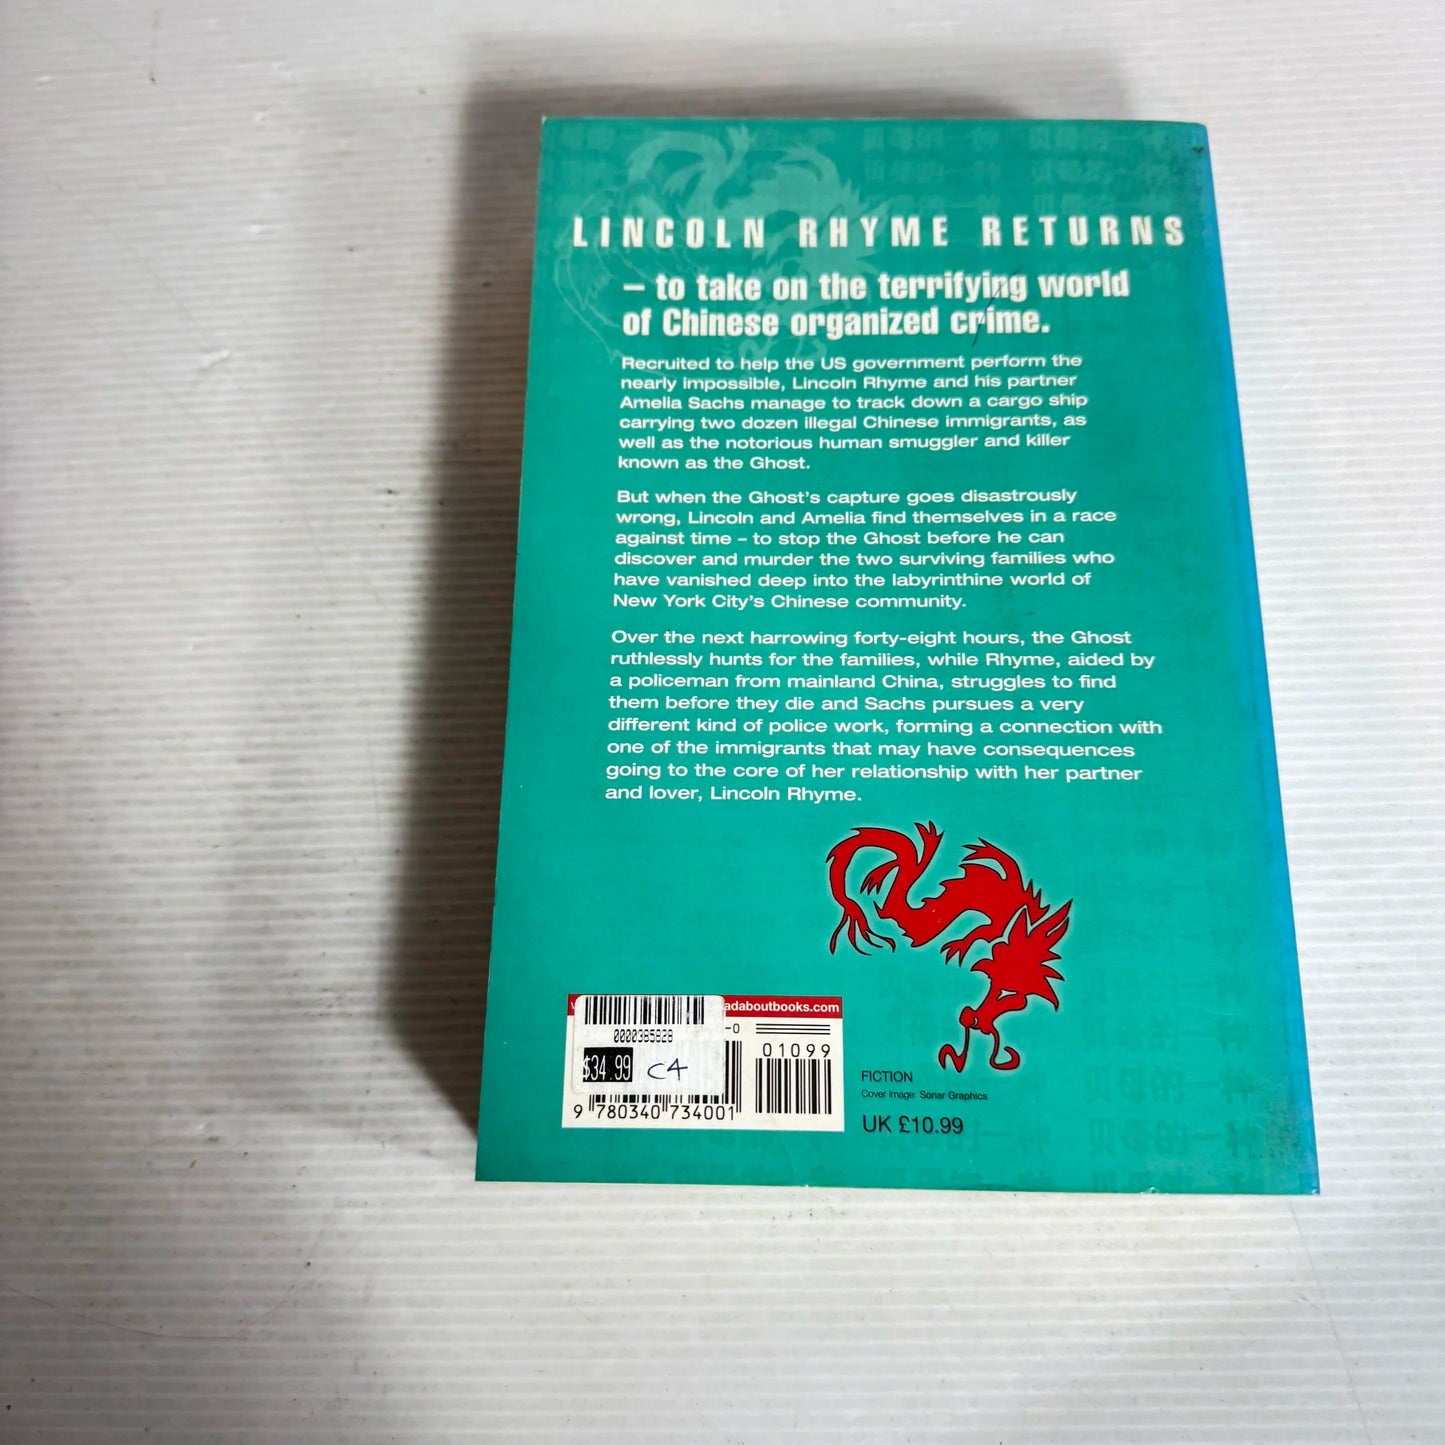 LINCOLN RHYME RETURNS
– to take on the terrifying world
of Chinese organized crime.
Recruited to help the US government perform the
nearly impossible, Lincoln Rhyme and his partner
Amelia Sachs manage to track down a cargo ship
carrying two dozen illegal Chinese immigrants, as
well as the notorious human smuggler and killer
known as the Ghost.
But when the Ghost's capture goes disastrously
wrong, Lincoln and Amelia find themselves in a race
against time – to stop the Ghost before he can
discover and murder the two surviving families who
have vanished deep into the labyrinthine world of
New York City's Chinese community.
Over the next harrowing forty-eight hours, the Ghost
ruthlessly hunts for the families, while Rhyme, aided by
a policeman from mainland China, struggles to find
them before they die and Sachs pursues a very
different kind of police work, forming a connection with
one of the immigrants that may have consequences
going to the core of her relationship with her partner
and lover, Lincoln Rhyme.
adaboutbooks.com
0000385828
-0
$34.99 C4
01099
9 780340 734001
FICTION
Cover image: Sonar Graphics
UK £10.99